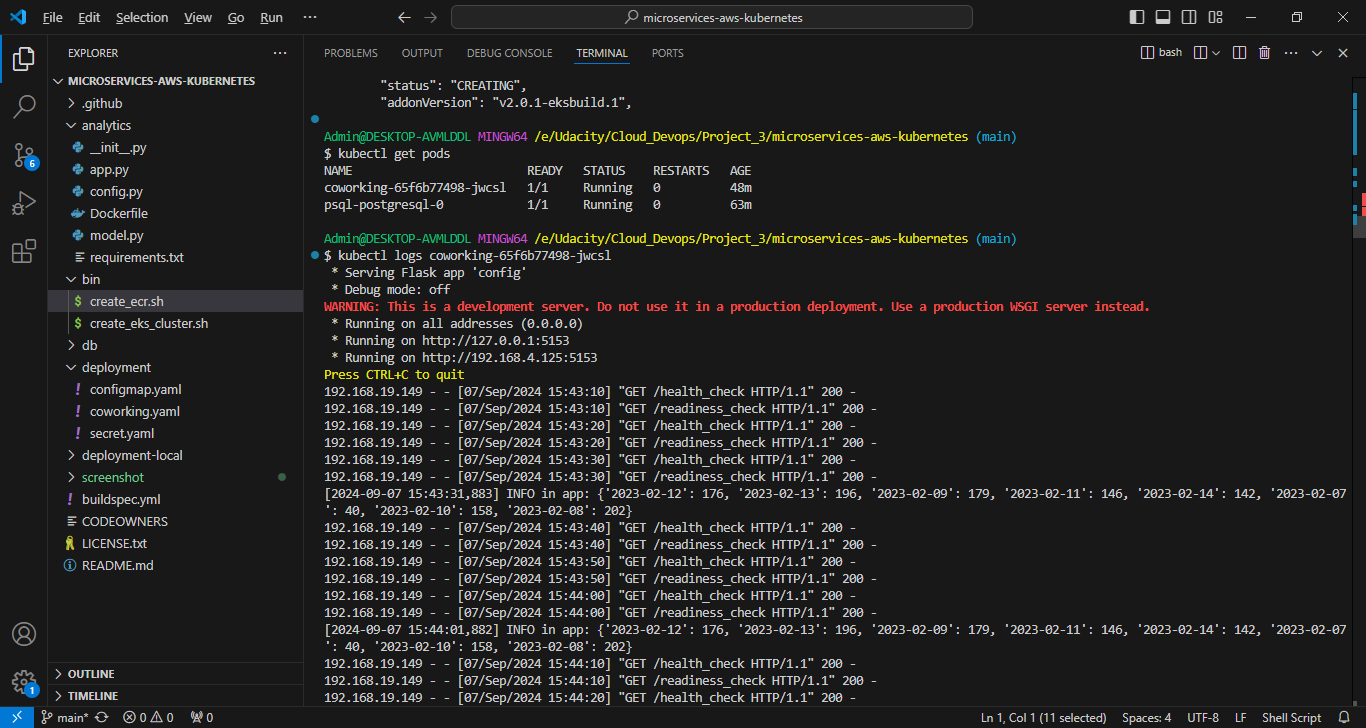 File Edit Selection View Go Run ··· microservices-aws-kubernetes
EXPLORER ···
MICROSERVICES-AWS-KUBERNETES
.github
analytics
__init__.py
app.py
config.py
Dockerfile
model.py
requirements.txt
bin
$ create_ecr.sh
$ create_eks_cluster.sh
db
deployment
! configmap.yaml
! coworking.yaml
! secret.yaml
deployment-local
screenshot
! buildspec.yml
CODEOWNERS
LICENSE.txt
README.md
OUTLINE
TIMELINE
6
1
PROBLEMS OUTPUT DEBUG CONSOLE TERMINAL PORTS bash ···
"status": "CREATING",
"addonVersion": "v2.0.1-eksbuild.1",
Admin@DESKTOP-AVMLDDL MINGW64 /e/Udacity/Cloud_Devops/Project_3/microservices-aws-kubernetes (main)
$ kubectl get pods
NAME READY STATUS RESTARTS AGE
coworking-65f6b77498-jwcsl 1/1 Running 0 48m
psql-postgresql-0 1/1 Running 0 63m
Admin@DESKTOP-AVMLDDL MINGW64 /e/Udacity/Cloud_Devops/Project_3/microservices-aws-kubernetes (main)
$ kubectl logs coworking-65f6b77498-jwcsl
* Serving Flask app 'config'
* Debug mode: off
WARNING: This is a development server. Do not use it in a production deployment. Use a production WSGI server instead.
* Running on all addresses (0.0.0.0)
* Running on http://127.0.0.1:5153
* Running on http://192.168.4.125:5153
Press CTRL+C to quit
192.168.19.149 - - [07/Sep/2024 15:43:10] "GET /health_check HTTP/1.1" 200 -
192.168.19.149 - - [07/Sep/2024 15:43:10] "GET /readiness_check HTTP/1.1" 200 -
192.168.19.149 - - [07/Sep/2024 15:43:20] "GET /health_check HTTP/1.1" 200 -
192.168.19.149 - - [07/Sep/2024 15:43:20] "GET /readiness_check HTTP/1.1" 200 -
192.168.19.149 - - [07/Sep/2024 15:43:30] "GET /health_check HTTP/1.1" 200 -
192.168.19.149 - - [07/Sep/2024 15:43:30] "GET /readiness_check HTTP/1.1" 200 -
[2024-09-07 15:43:31,883] INFO in app: {'2023-02-12': 176, '2023-02-13': 196, '2023-02-09': 179, '2023-02-11': 146, '2023-02-14': 142, '2023-02-07
': 40, '2023-02-10': 158, '2023-02-08': 202}
192.168.19.149 - - [07/Sep/2024 15:43:40] "GET /health_check HTTP/1.1" 200 -
192.168.19.149 - - [07/Sep/2024 15:43:40] "GET /readiness_check HTTP/1.1" 200 -
192.168.19.149 - - [07/Sep/2024 15:43:50] "GET /health_check HTTP/1.1" 200 -
192.168.19.149 - - [07/Sep/2024 15:43:50] "GET /readiness_check HTTP/1.1" 200 -
192.168.19.149 - - [07/Sep/2024 15:44:00] "GET /health_check HTTP/1.1" 200 -
192.168.19.149 - - [07/Sep/2024 15:44:00] "GET /readiness_check HTTP/1.1" 200 -
[2024-09-07 15:44:01,882] INFO in app: {'2023-02-12': 176, '2023-02-13': 196, '2023-02-09': 179, '2023-02-11': 146, '2023-02-14': 142, '2023-02-07
': 40, '2023-02-10': 158, '2023-02-08': 202}
192.168.19.149 - - [07/Sep/2024 15:44:10] "GET /health_check HTTP/1.1" 200 -
192.168.19.149 - - [07/Sep/2024 15:44:10] "GET /readiness_check HTTP/1.1" 200 -
192.168.19.149 - - [07/Sep/2024 15:44:20] "GET /health_check HTTP/1.1" 200 -
main* 0 0 0 Ln 1, Col 1 (11 selected) Spaces: 4 UTF-8 LF Shell Script